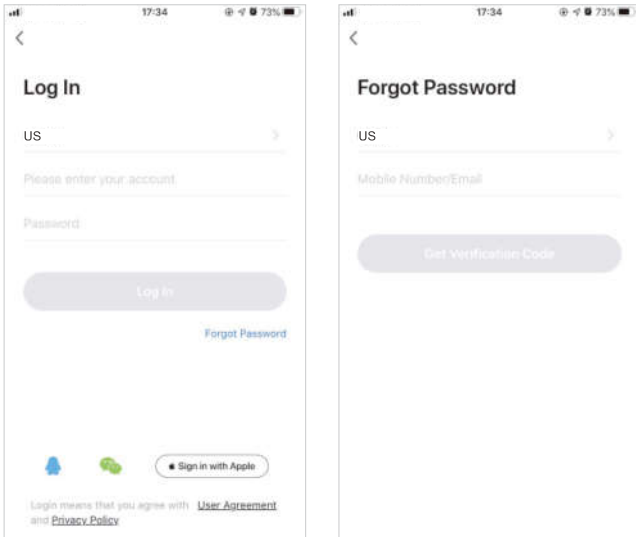 17:34
73%
Log In
US
Please enter your account
Password
Log In
Forgot Password
Sign in with Apple
Login means that you agree with User Agreement
and Privacy Policy
17:34
73%
Forgot Password
US
Mobile Number/Email
Get Verification Code